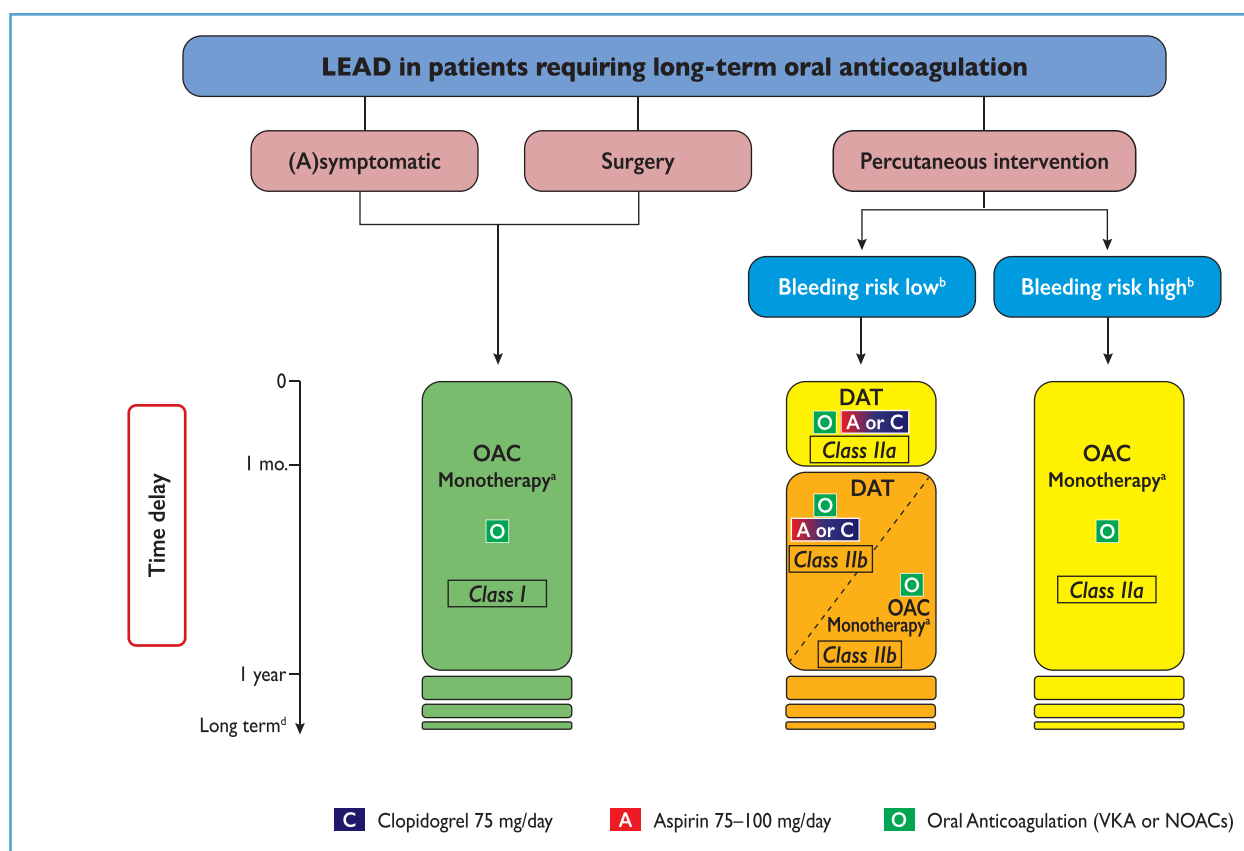 LEAD in patients requiring long-term oral anticoagulation
(A)symptomatic
Surgery
Percutaneous intervention
Bleeding risk lowᵇ
Bleeding risk highᵇ
Time delay
0
1 mo.
1 year
Long termᵈ
OAC
Monotherapyᵃ
O
Class I
DAT
O A or C
Class IIa
DAT
O
A or C
Class IIb
O
OAC
Monotherapyᵃ
Class IIb
OAC
Monotherapyᵃ
O
Class IIa
C Clopidogrel 75 mg/day
A Aspirin 75–100 mg/day
O Oral Anticoagulation (VKA or NOACs)